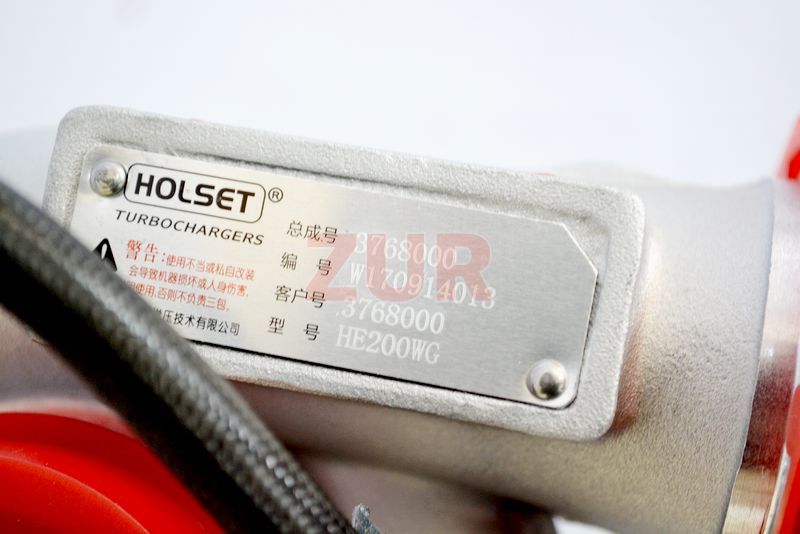 HOLSET®
TURBOCHARGERS
警告:使用不当或私自改装
会导致机器损坏或人身伤害,
使用,否则不负责三包。
压技术有限公司
总成号 3768000
编 号 W170914013
客户号 3768000
型 号 HE200WG
ZUR